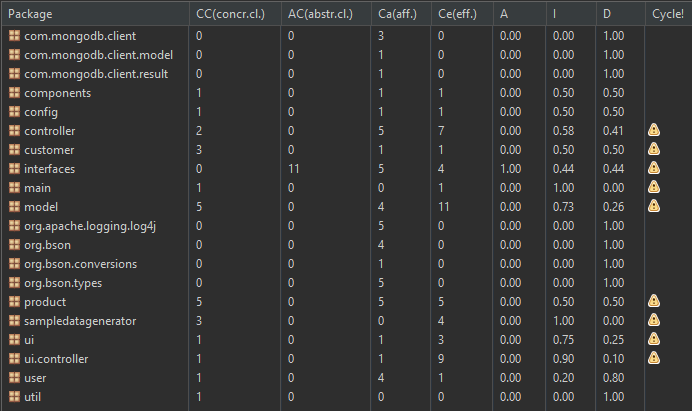 Package CC(concr.cl.) AC(abstr.cl.) Ca(aff.) Ce(eff.) A I D Cycle!
com.mongodb.client 0 0 3 0 0.00 0.00 1.00
com.mongodb.client.model 0 0 1 0 0.00 0.00 1.00
com.mongodb.client.result 0 0 1 0 0.00 0.00 1.00
components 1 0 1 1 0.00 0.50 0.50
config 1 0 1 1 0.00 0.50 0.50
controller 2 0 5 7 0.00 0.58 0.41
customer 3 0 1 1 0.00 0.50 0.50
interfaces 0 11 5 4 1.00 0.44 0.44
main 1 0 0 1 0.00 1.00 0.00
model 5 0 4 11 0.00 0.73 0.26
org.apache.logging.log4j 0 0 5 0 0.00 0.00 1.00
org.bson 0 0 4 0 0.00 0.00 1.00
org.bson.conversions 0 0 1 0 0.00 0.00 1.00
org.bson.types 0 0 5 0 0.00 0.00 1.00
product 5 0 5 5 0.00 0.50 0.50
sampledatagenerator 3 0 0 4 0.00 1.00 0.00
ui 1 0 1 3 0.00 0.75 0.25
ui.controller 1 0 1 9 0.00 0.90 0.10
user 1 0 4 1 0.00 0.20 0.80
util 1 0 0 0 0.00 0.00 1.00